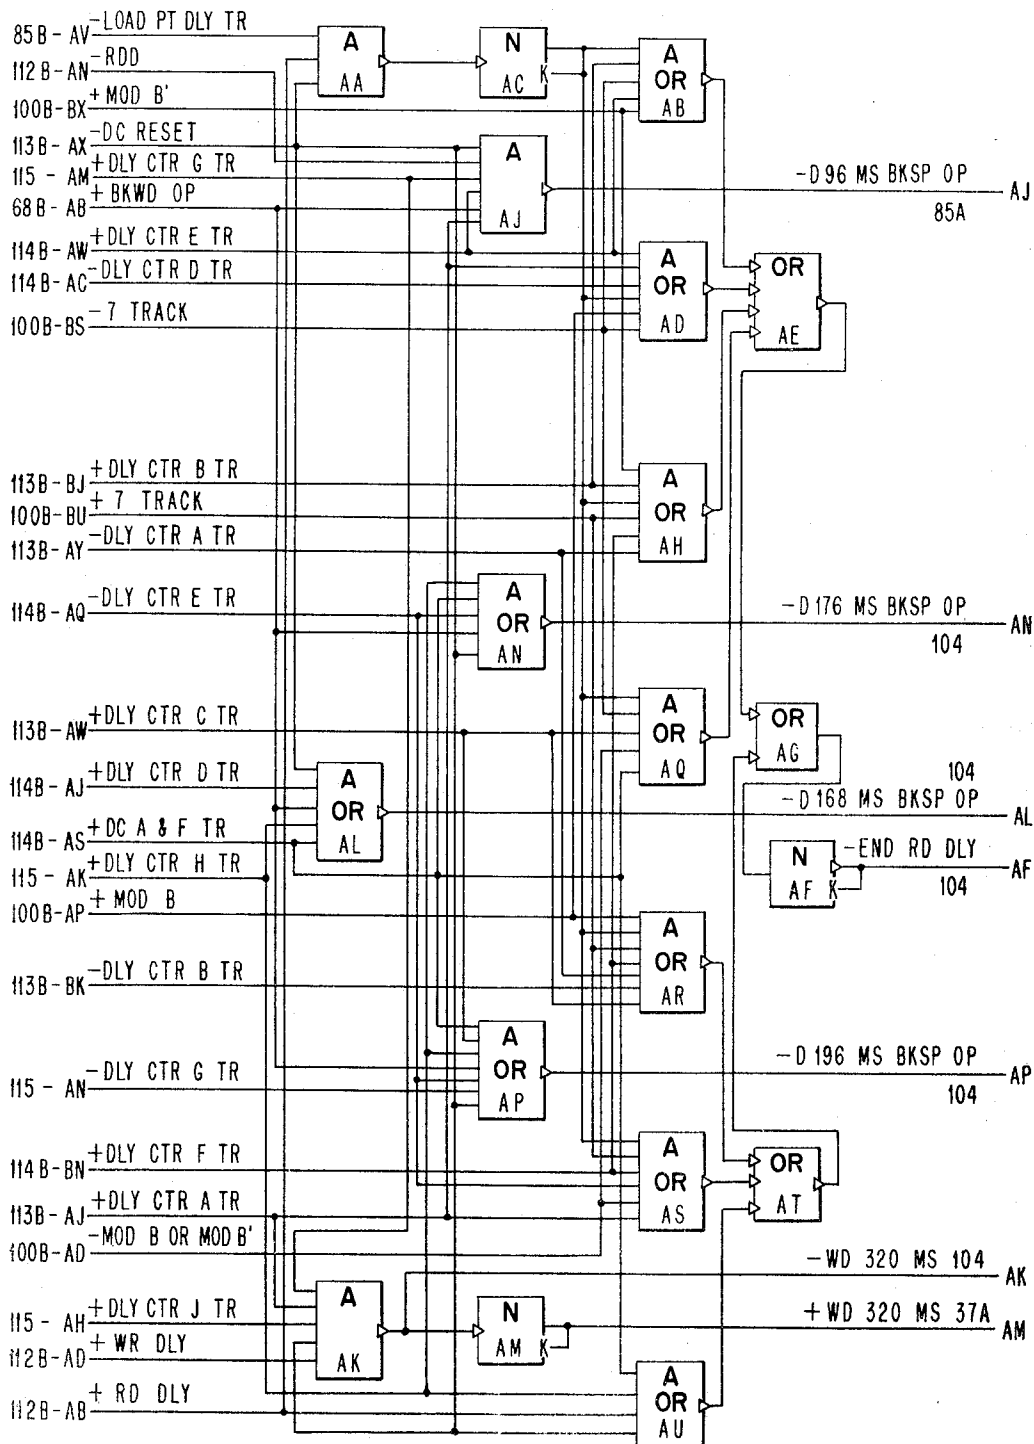 85B-AV -LOAD PT DLY TR
112B-AN -RDD
100B-BX + MOD B'
113B-AX -DC RESET
115 - AM +DLY CTR G TR
68B-AB + BKWD OP
114B-AW +DLY CTR E TR
114B-AC -DLY CTR D TR
100B-BS -7 TRACK
113B-BJ +DLY CTR B TR
100B-BU + 7 TRACK
113B-AY -DLY CTR A TR
114B-AQ -DLY CTR E TR
113B-AW +DLY CTR C TR
114B-AJ +DLY CTR D TR
114B-AS +DC A & F TR
115-AK +DLY CTR H TR
100B-AP + MOD B
113B-BK -DLY CTR B TR
115 - AN -DLY CTR G TR
114B-BN +DLY CTR F TR
113B-AJ +DLY CTR A TR
100B-AD -MOD B OR MOD B'
115-AH +DLY CTR J TR
112B-AD + WR DLY
112B-AB + RD DLY
A
AA
N
AC K
A
OR
AB
A
AJ
A
OR
AD
OR
AE
A
OR
AH
A
OR
AN
A
OR
AQ
OR
AG
A
OR
AL
N
AF K
A
OR
AR
A
OR
AP
A
OR
AS
OR
AT
A
AK
N
AM K
A
OR
AU
-D96 MS BKSP OP AJ
85A
-D176 MS BKSP OP AN
104
104
-D168 MS BKSP OP AL
-END RD DLY AF
104
-D196 MS BKSP OP AP
104
-WD 320 MS 104 AK
+WD 320 MS 37A AM